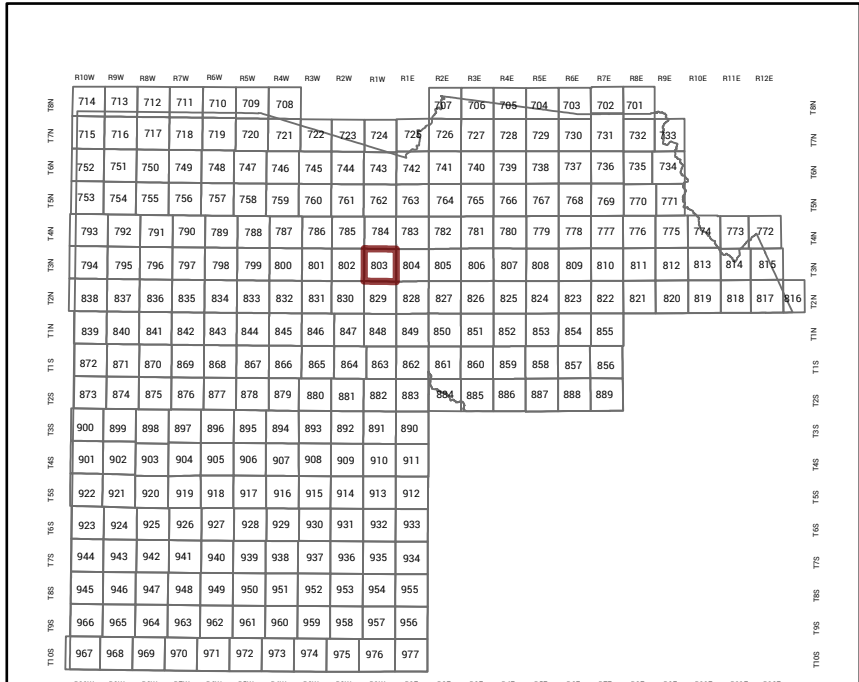 R10W R9W R8W R7W R6W R5W R4W R3W R2W R1W R1E R2E R3E R4E R5E R6E R7E R8E R9E R10E R11E R12E
T8N 714 713 712 711 710 709 708 707 706 705 704 703 702 701 T8N
T7N 715 716 717 718 719 720 721 722 723 724 725 726 727 728 729 730 731 732 733 T7N
T6N 752 751 750 749 748 747 746 745 744 743 742 741 740 739 738 737 736 735 734 T6N
T5N 753 754 755 756 757 758 759 760 761 762 763 764 765 766 767 768 769 770 771 T5N
T4N 793 792 791 790 789 788 787 786 785 784 783 782 781 780 779 778 777 776 775 774 773 772 T4N
T3N 794 795 796 797 798 799 800 801 802 803 804 805 806 807 808 809 810 811 812 813 814 815 T3N
T2N 838 837 836 835 834 833 832 831 830 829 828 827 826 825 824 823 822 821 820 819 818 817 816 T2N
T1N 839 840 841 842 843 844 845 846 847 848 849 850 851 852 853 854 855 T1N
T1S 872 871 870 869 868 867 866 865 864 863 862 861 860 859 858 857 856 T1S
T2S 873 874 875 876 877 878 879 880 881 882 883 884 885 886 887 888 889 T2S
T3S 900 899 898 897 896 895 894 893 892 891 890 T3S
T4S 901 902 903 904 905 906 907 908 909 910 911 T4S
T5S 922 921 920 919 918 917 916 915 914 913 912 T5S
T6S 923 924 925 926 927 928 929 930 931 932 933 T6S
T7S 944 943 942 941 940 939 938 937 936 935 934 T7S
T8S 945 946 947 948 949 950 951 952 953 954 955 T8S
T9S 966 965 964 963 962 961 960 959 958 957 956 T9S
T10S 967 968 969 970 971 972 973 974 975 976 977 T10S